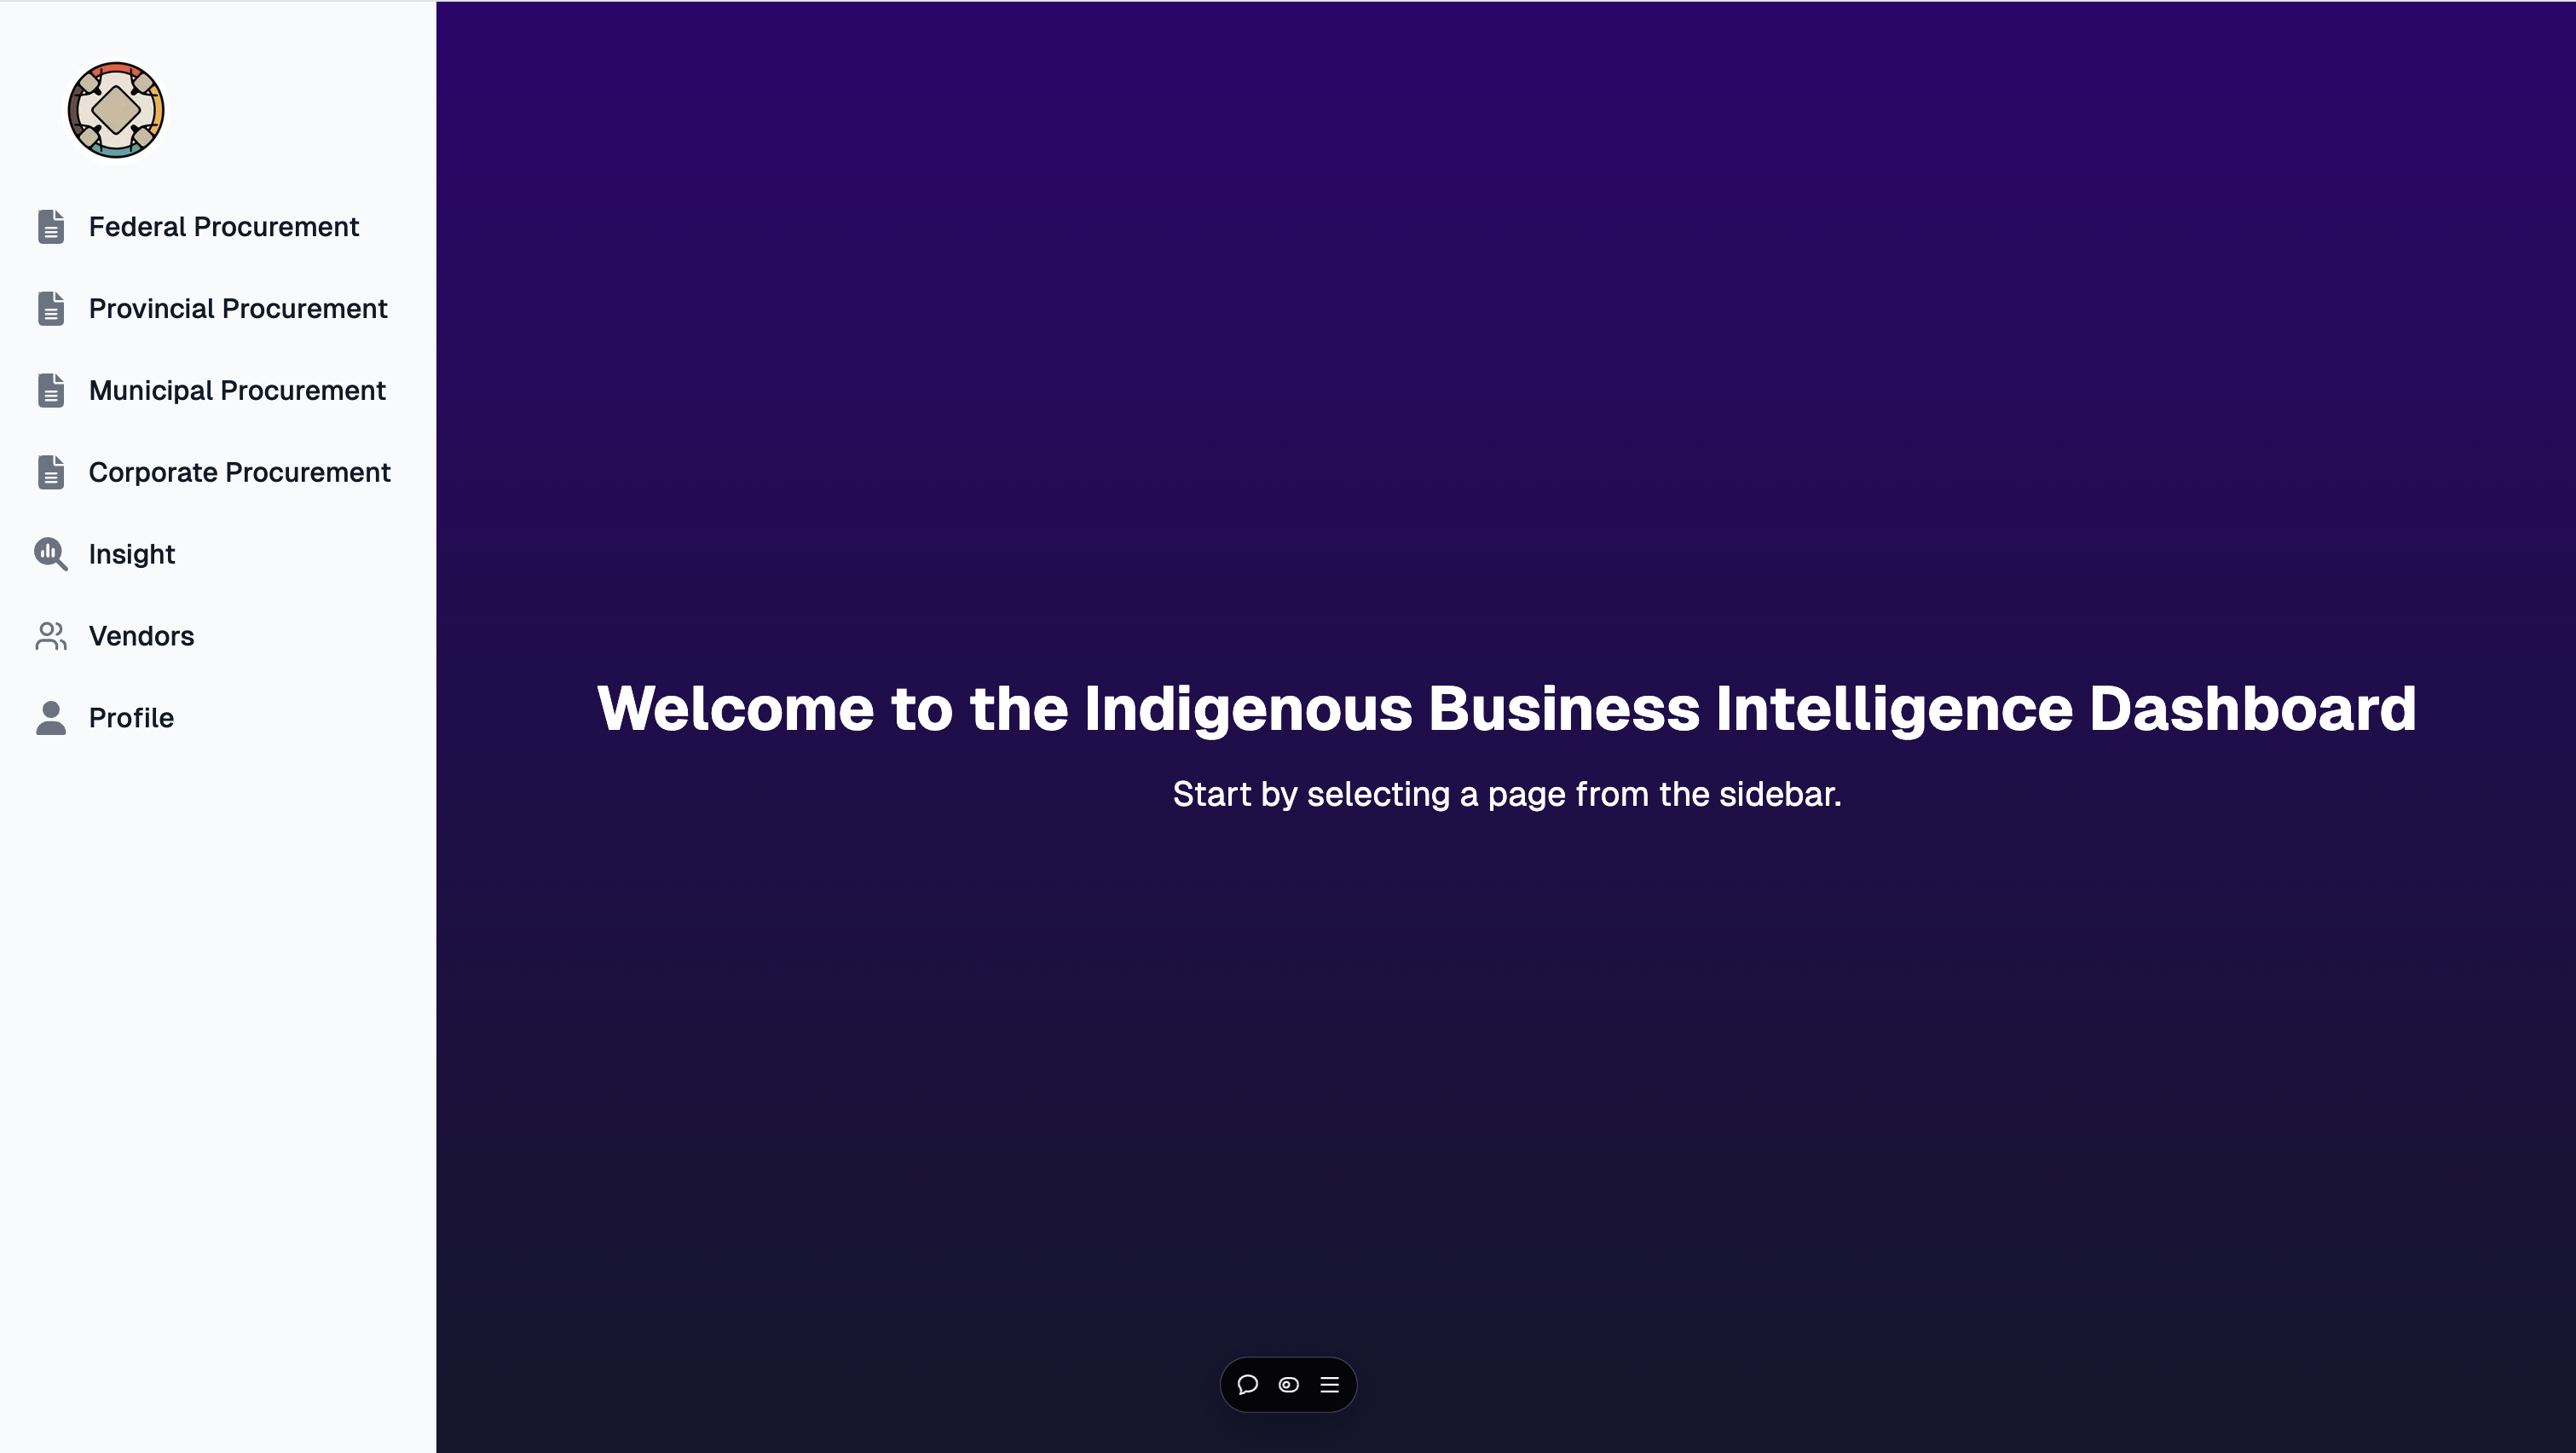 Federal Procurement
Provincial Procurement
Municipal Procurement
Corporate Procurement
Insight
Vendors
Profile
Welcome to the Indigenous Business Intelligence Dashboard
Start by selecting a page from the sidebar.